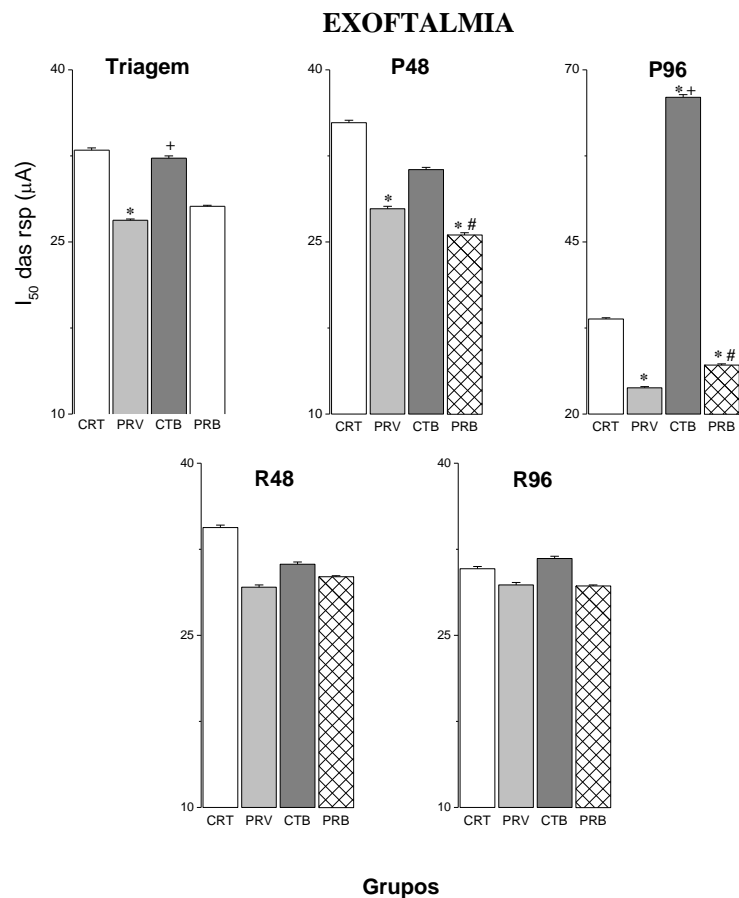 EXOFTALMIA
Triagem
P48
P96
I50 das rsp (μA)
40
25
10
*
+
CRT PRV CTB PRB
40
25
10
*
* #
CRT PRV CTB PRB
70
45
20
*
* +
* #
CRT PRV CTB PRB
R48
R96
40
25
10
CRT PRV CTB PRB
40
25
10
CRT PRV CTB PRB
Grupos